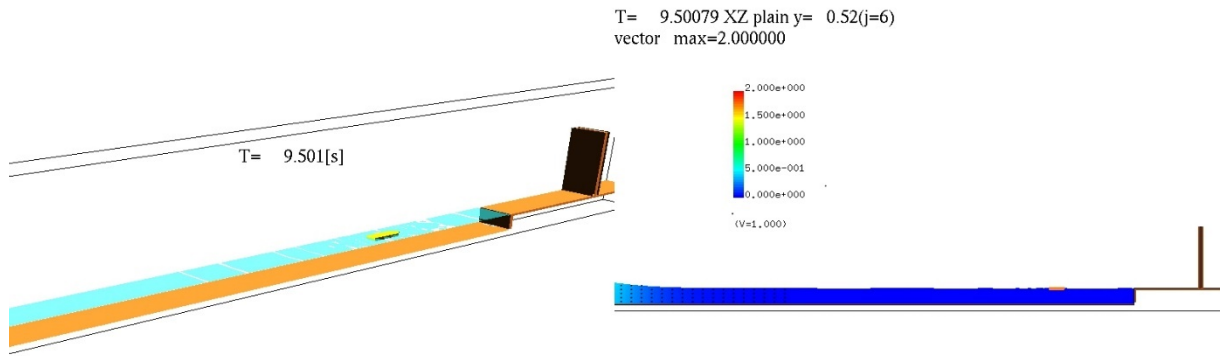 T= 9.501[s]
T= 9.50079 XZ plain y= 0.52(j=6)
vector max=2.000000
2.000e+000
1.500e+000
1.000e+000
5.000e-001
0.000e+000
(V=1.000)